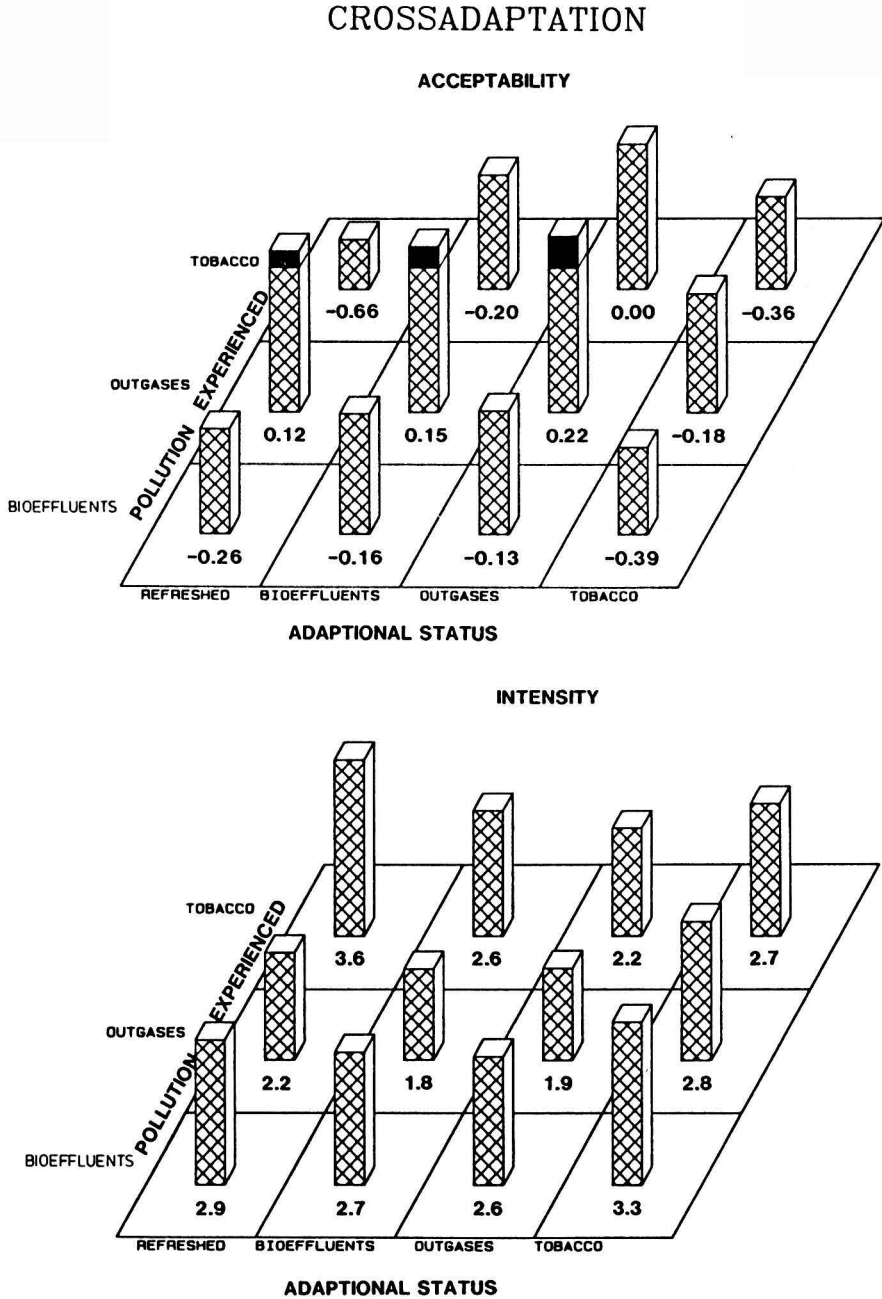 CROSSADAPTATION
ACCEPTABILITY
TOBACCO
-0.66 -0.20 0.00 -0.36
POLLUTION EXPERIENCED
OUTGASES
0.12 0.15 0.22 -0.18
BIOEFFLUENTS
-0.26 -0.16 -0.13 -0.39
REFRESHED BIOEFFLUENTS OUTGASES TOBACCO
ADAPTIONAL STATUS
INTENSITY
TOBACCO
3.6 2.6 2.2 2.7
POLLUTION EXPERIENCED
OUTGASES
2.2 1.8 1.9 2.8
BIOEFFLUENTS
2.9 2.7 2.6 3.3
REFRESHED BIOEFFLUENTS OUTGASES TOBACCO
ADAPTIONAL STATUS